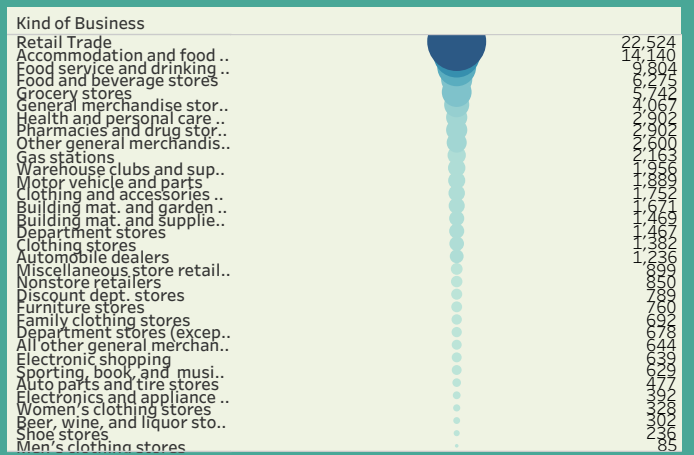 Kind of Business
Retail Trade 22,524
Accommodation and food .. 14,140
Food service and drinking .. 9,804
Food and beverage stores 6,275
Grocery stores 5,742
General merchandise stor.. 4,067
Health and personal care .. 2,902
Pharmacies and drug stor.. 2,902
Other general merchandis.. 2,600
Gas stations 2,163
Warehouse clubs and sup.. 1,956
Motor vehicle and parts 1,889
Clothing and accessories .. 1,752
Building mat. and garden .. 1,671
Building mat. and supplie.. 1,469
Department stores 1,467
Clothing stores 1,382
Automobile dealers 1,236
Miscellaneous store retail.. 899
Nonstore retailers 850
Discount dept. stores 789
Furniture stores 760
Family clothing stores 692
Department stores (excep.. 678
All other general merchan.. 644
Electronic shopping 639
Sporting, book, and musi.. 629
Auto parts and tire stores 477
Electronics and appliance .. 392
Women's clothing stores 328
Beer, wine, and liquor sto.. 302
Shoe stores 236
Men's clothing stores 85